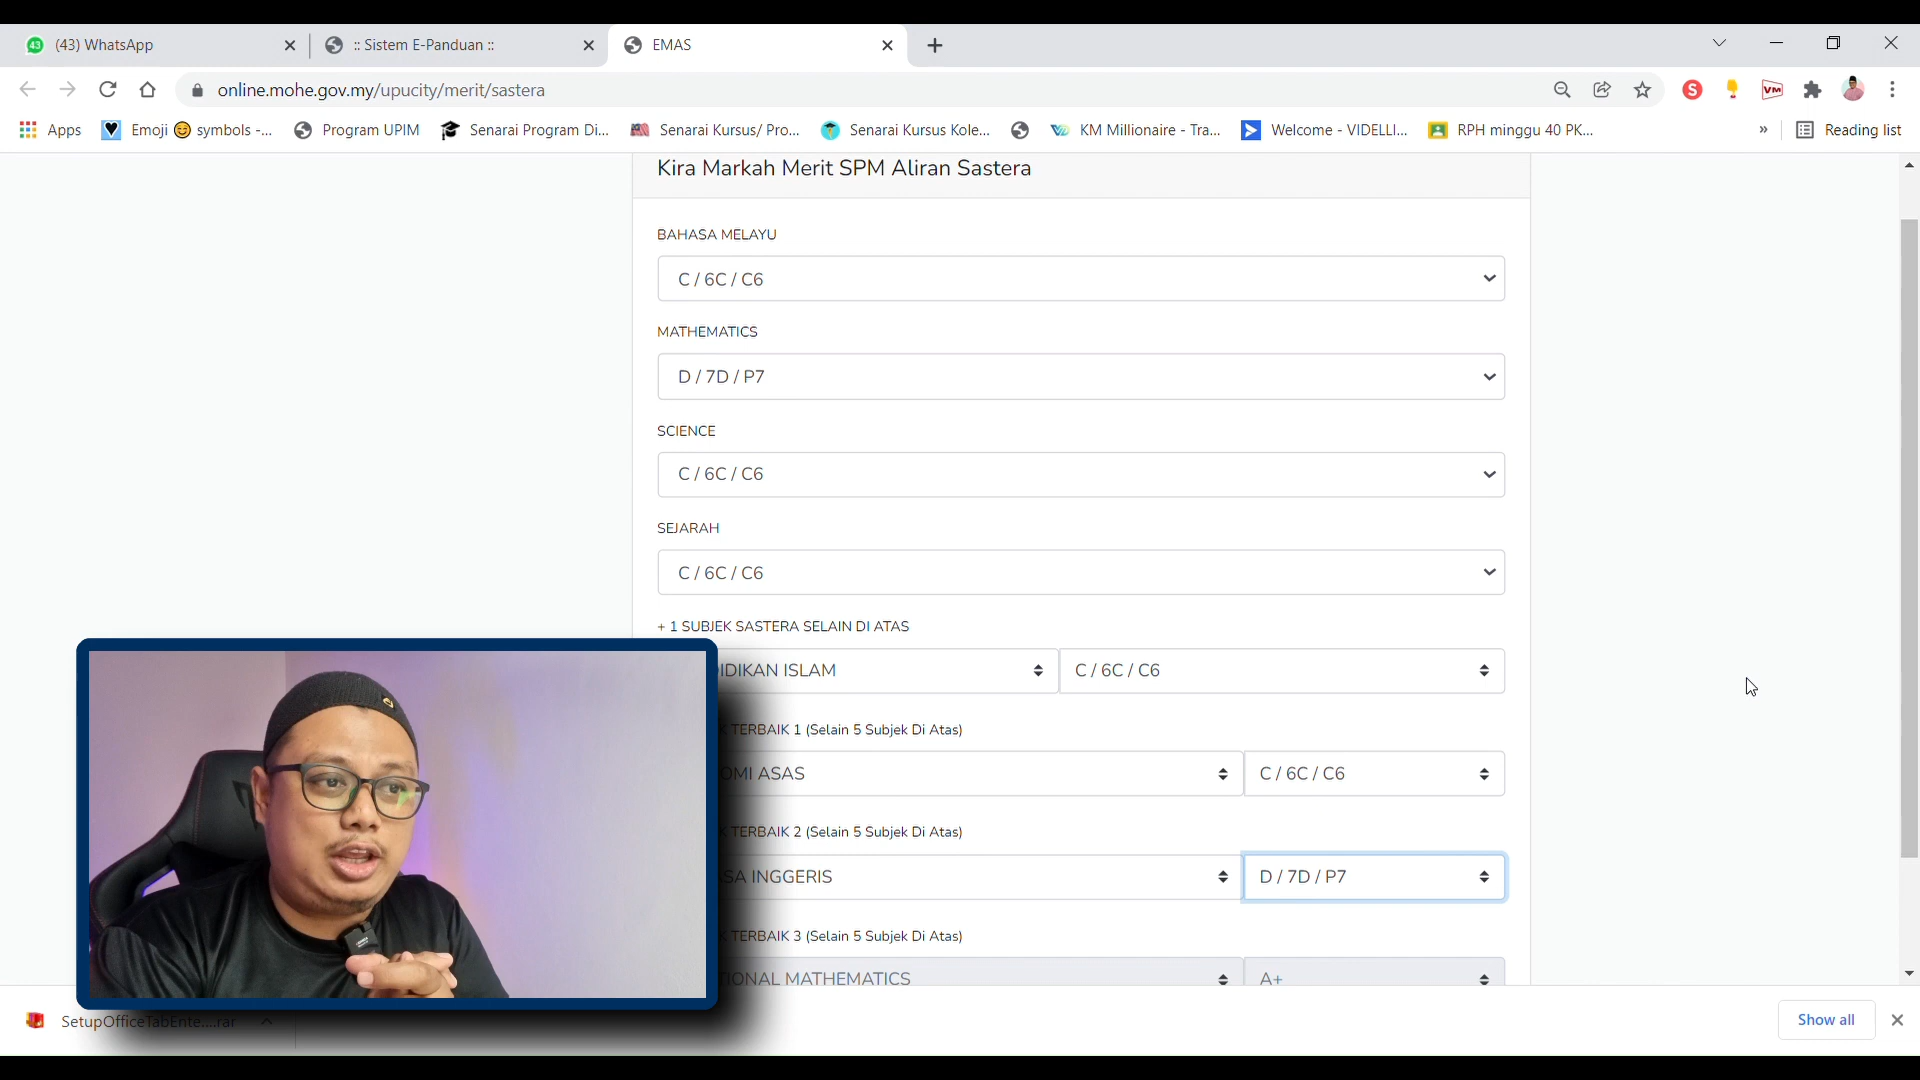 43 (43) WhatsApp
:: Sistem E-Panduan ::
EMAS
online.mohe.gov.my/upucity/merit/sastera
S
VM
Apps
Emoji 😊 symbols -...
Program UPIM
Senarai Program Di...
Senarai Kursus/ Pro...
Senarai Kursus Kole...
KM Millionaire - Tra...
Welcome - VIDELLI...
RPH minggu 40 PK...
»
Reading list
Kira Markah Merit SPM Aliran Sastera
BAHASA MELAYU
C / 6C / C6
MATHEMATICS
D / 7D / P7
SCIENCE
C / 6C / C6
SEJARAH
C / 6C / C6
+ 1 SUBJEK SASTERA SELAIN DI ATAS
IDIKAN ISLAM
C / 6C / C6
K TERBAIK 1 (Selain 5 Subjek Di Atas)
OMI ASAS
C / 6C / C6
K TERBAIK 2 (Selain 5 Subjek Di Atas)
SA INGGERIS
D / 7D / P7
K TERBAIK 3 (Selain 5 Subjek Di Atas)
IONAL MATHEMATICS
A+
SetupOfficeTabEnte....rar
Show all